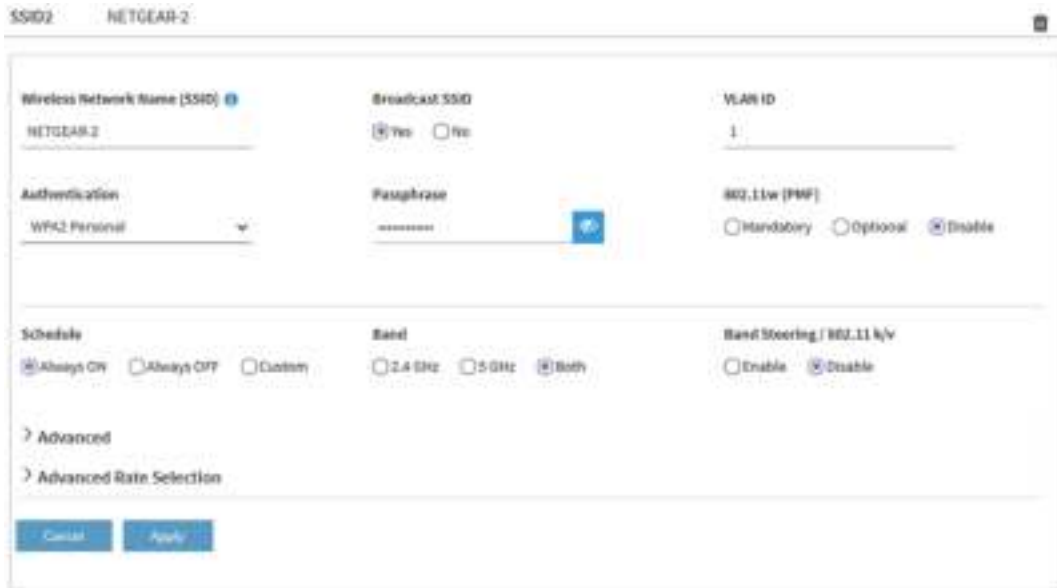 SSID2 NETGEAR-2
Wireless Network Name (SSID) Broadcast SSID VLAN ID
NETGEAR-2 Yes No 1
Authentication Passphrase 802.11w (PMF)
WPA2 Personal ---------- Mandatory Optional Disable
Schedule Band Band Steering / 802.11 k/v
Always ON Always OFF Custom 2.4 GHz 5 GHz Both Enable Disable
Advanced
Advanced Rate Selection
Cancel Apply